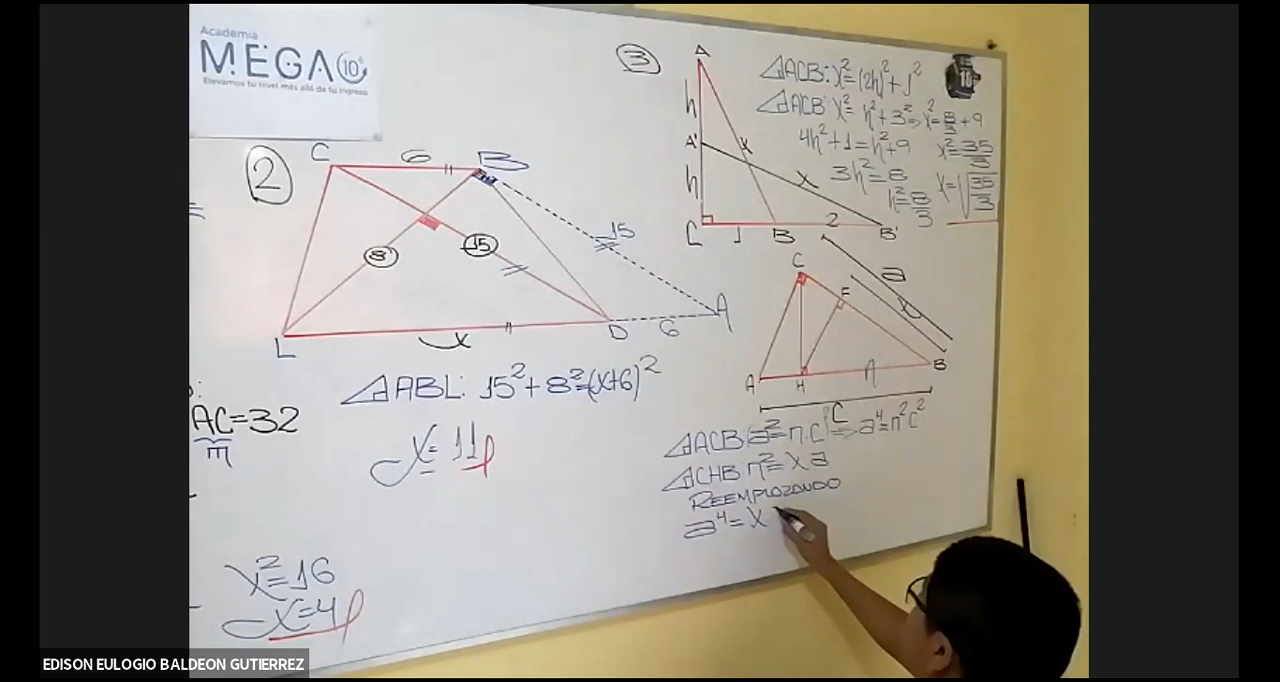 Academia
MEGA 10
Elevamos tu nivel más allá de tu ingreso
2
C 6 B
8 15 15
L x D 6 A
⊿ABL: 15²+8²=(x+6)²
x=11
AC=32
m
x²=16
x=4
3
A
h
A'
x
h
x
C 1 B 2 B'
⊿ACB: x²=(2h)²+1²
⊿ACB x²=h²+3² ⇒ x²=8/3+9
4h²+1=h²+9 x²=35/3
3h²=8 x=√35/3
h²=8/3
a
C
F x
A H n B
C
⊿ACB (a²=n.C)² ⇒ a⁴=n²c²
⊿CHB: n²=xa
REEMPLAZANDO
a⁴=x
EDISON EULOGIO BALDEON GUTIERREZ